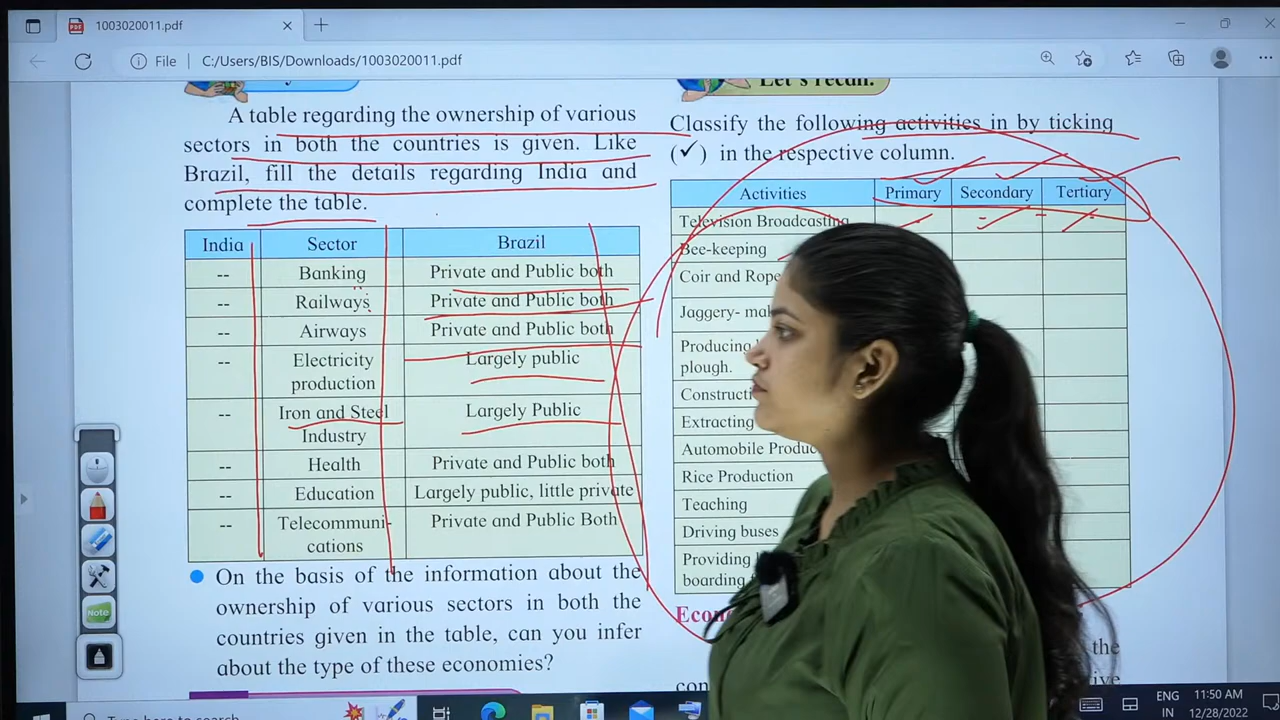 1003020011.pdf
File
C:/Users/BIS/Downloads/1003020011.pdf
A table regarding the ownership of various
sectors in both the countries is given. Like
Brazil, fill the details regarding India and
complete the table.
India Sector Brazil
-- Banking Private and Public both
-- Railways Private and Public both
-- Airways Private and Public both
-- Electricity production Largely public
-- Iron and Steel Industry Largely Public
-- Health Private and Public both
-- Education Largely public, little private
-- Telecommuni-cations Private and Public Both
On the basis of the information about the
ownership of various sectors in both the
countries given in the table, can you infer
about the type of these economies?
Let's recall.
Classify the following activities in by ticking
(✓) in the respective column.
Activities Primary Secondary Tertiary
Television Broadcasting
Bee-keeping
Coir and Rope
Jaggery-
Producing
plough.
Extracting
Automobile
Rice Production
Teaching
Driving buses
Providing
boarding
the
Note
Type here to search
ENG
IN
11:50 AM
12/28/2022